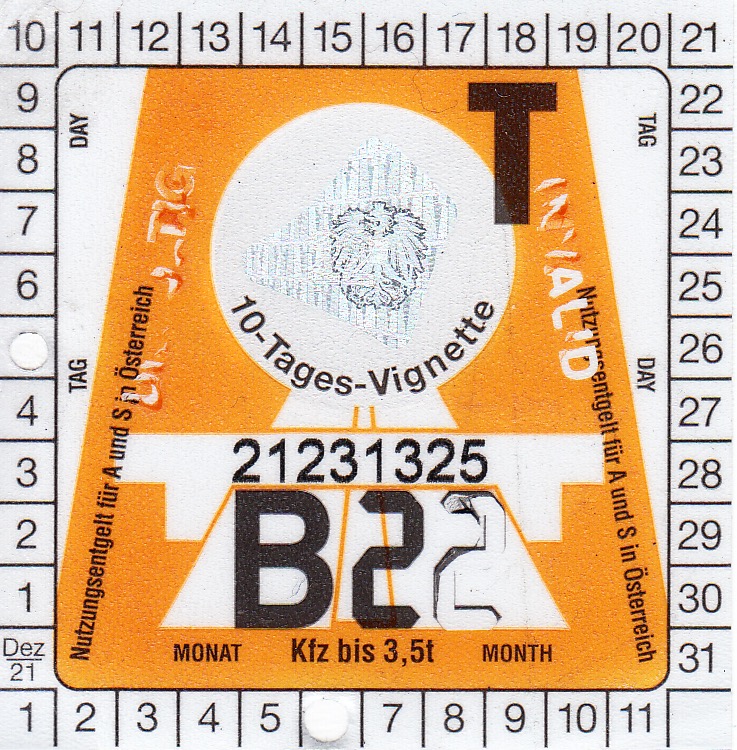 10 11 12 13 14 15 16 17 18 19 20 21
9 22
8 23
7 24
6 25
26
4 27
3 28
2 29
1 30
Dez 21 31
1 2 3 4 5 7 8 9 10 11
DAY
TAG
T
INVALID
TAG
DAY
10-Tages-Vignette
Nutzungsentgelt für A und S in Österreich
Nutzungsentgelt für A und S in Österreich
21231325
B22
MONAT Kfz bis 3,5t MONTH